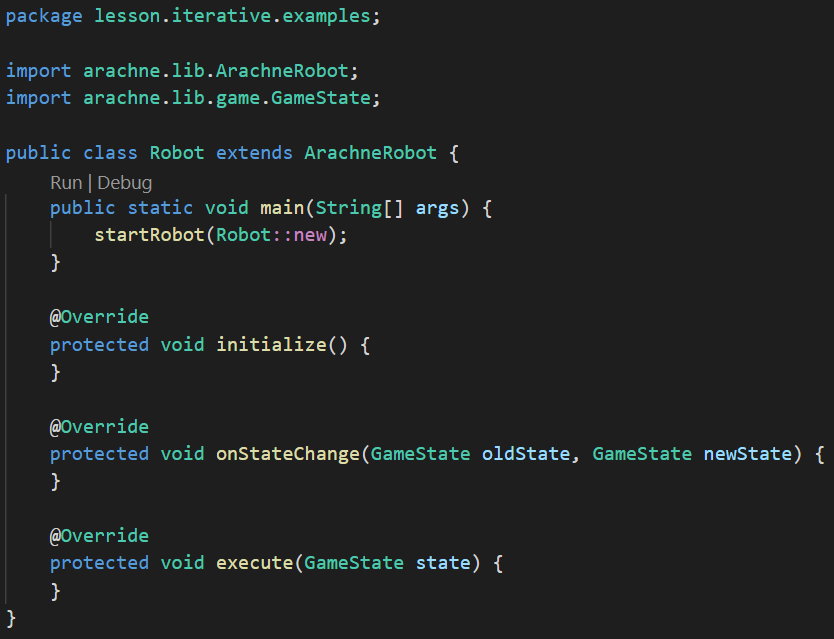 package lesson.iterative.examples;
import arachne.lib.ArachneRobot;
import arachne.lib.game.GameState;
public class Robot extends ArachneRobot {
Run | Debug
public static void main(String[] args) {
startRobot(Robot::new);
}
@Override
protected void initialize() {
}
@Override
protected void onStateChange(GameState oldState, GameState newState) {
}
@Override
protected void execute(GameState state) {
}
}